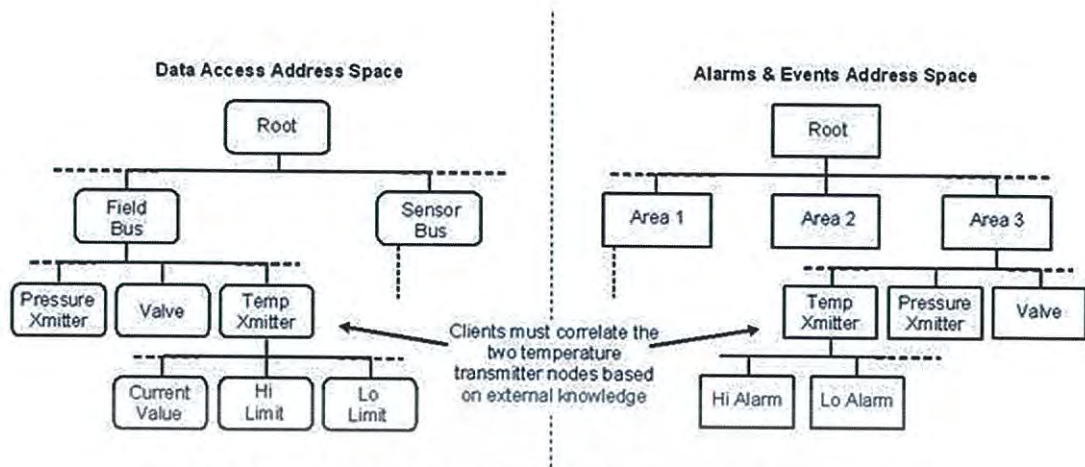 Data Access Address Space
Root
Field
Bus
Sensor
Bus
Pressure
Xmitter
Valve
Temp
Xmitter
Current
Value
Hi
Limit
Lo
Limit
Clients must correlate the
two temperature
transmitter nodes based
on external knowledge
Alarms & Events Address Space
Root
Area 1
Area 2
Area 3
Temp
Xmitter
Pressure
Xmitter
Valve
Hi Alarm
Lo Alarm